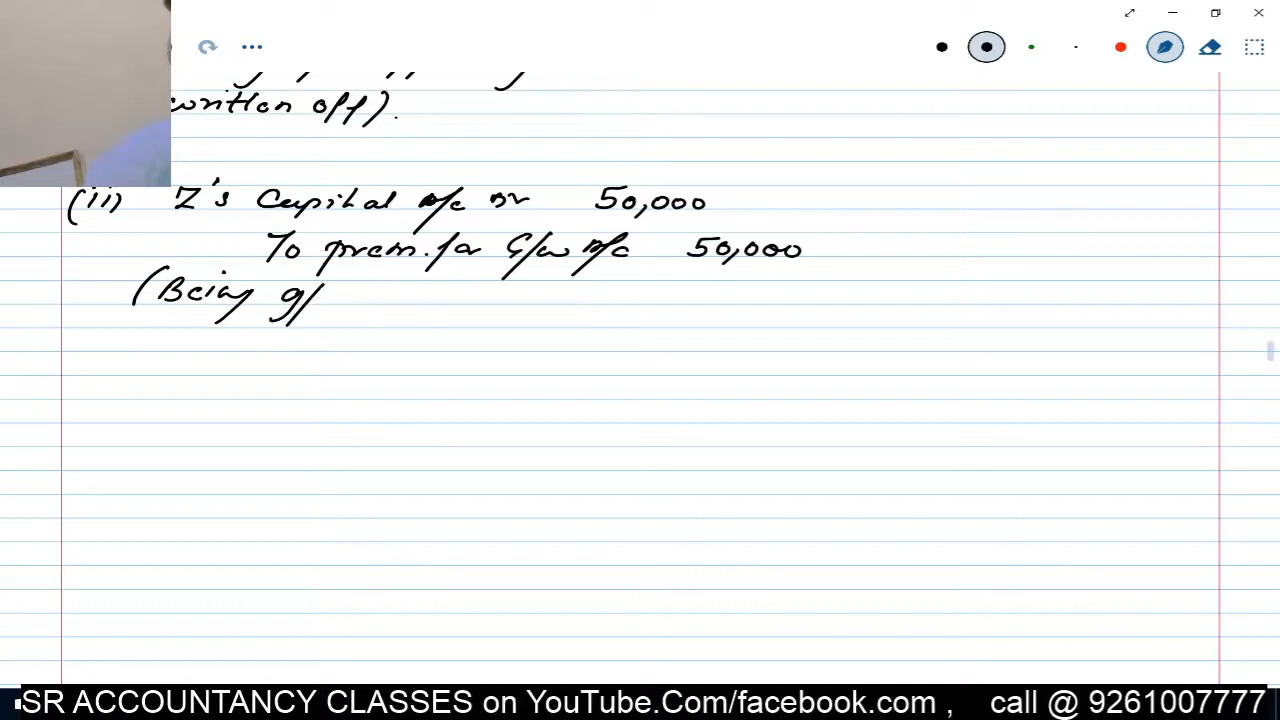 written off).
(ii) Z's Capital A/c Dr 50,000
To prem. for G/w A/c 50,000
(Being g/
SR ACCOUNTANCY CLASSES on YouTube.Com/facebook.com , call @ 9261007777